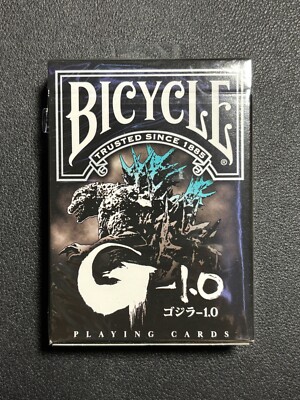 BICYCLE
®
TRUSTED SINCE 1885
G-1.0
ゴジラ-1.0
PLAYING CARDS